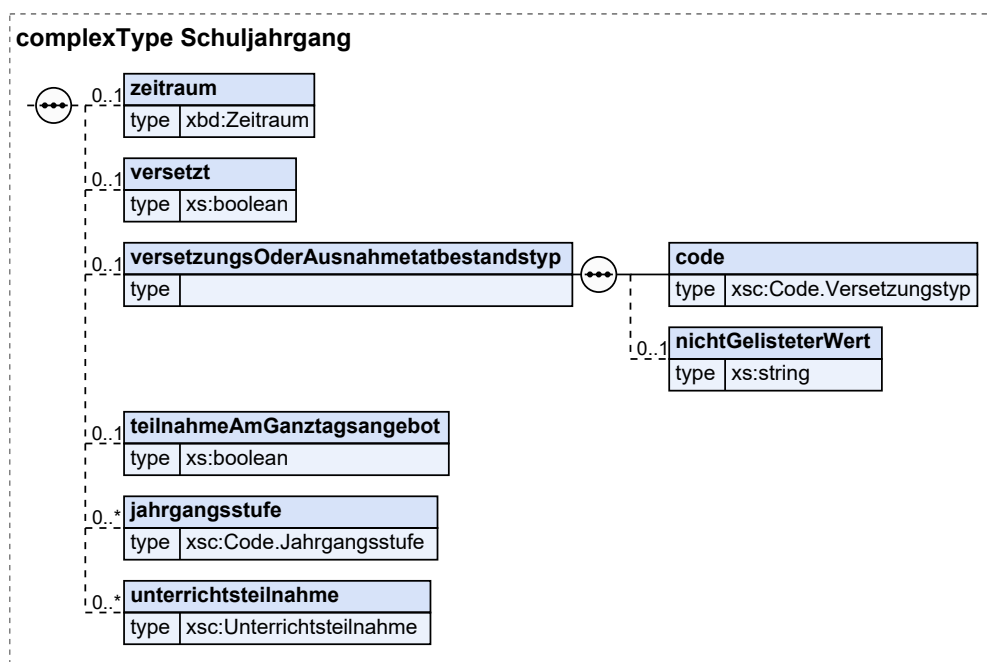 complexType Schuljahrgang
0..1 zeitraum
type xbd:Zeitraum
0..1 versetzt
type xs:boolean
0..1 versetzungsOderAusnahmetatbestandstyp
type
code
type xsc:Code.Versetzungstyp
0..1 nichtGelisteterWert
type xs:string
0..1 teilnahmeAmGanztagsangebot
type xs:boolean
0..* jahrgangsstufe
type xsc:Code.Jahrgangsstufe
0..* unterrichtsteilnahme
type xsc:Unterrichtsteilnahme